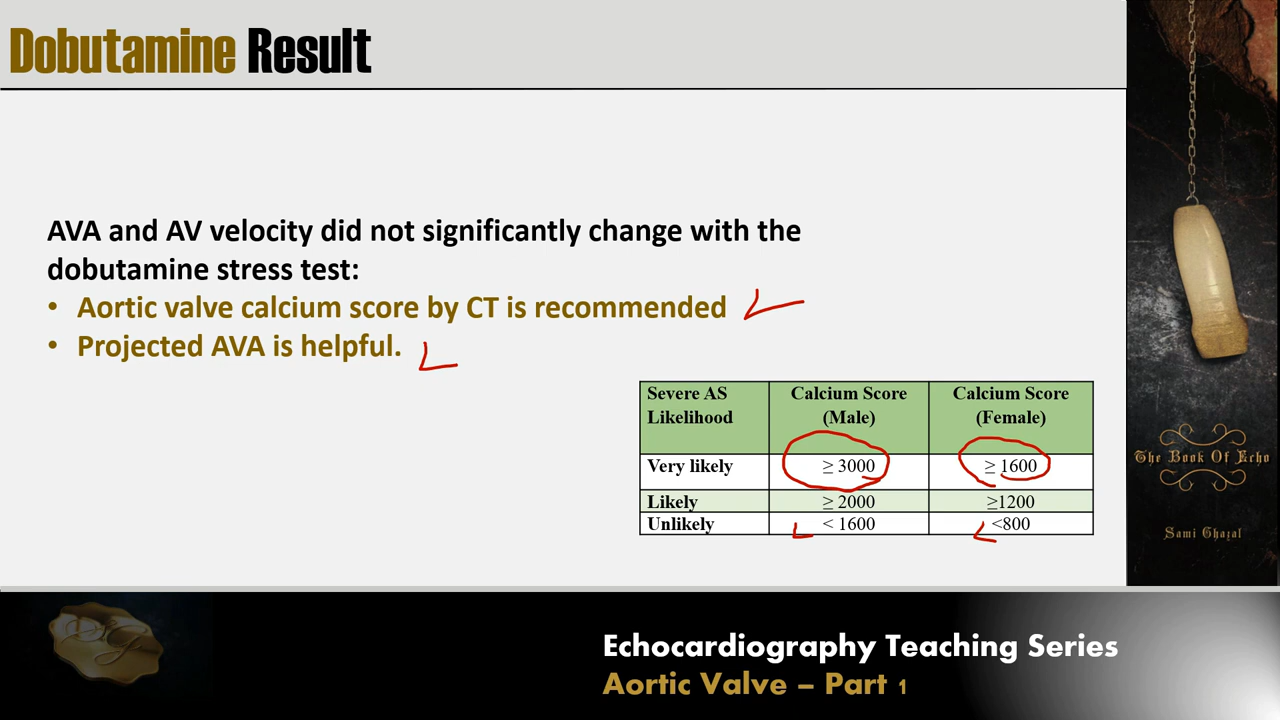 Dobutamine Result
AVA and AV velocity did not significantly change with the
dobutamine stress test:
• Aortic valve calcium score by CT is recommended
• Projected AVA is helpful.
Severe AS Likelihood | Calcium Score (Male) | Calcium Score (Female)
Very likely | ≥ 3000 | ≥ 1600
Likely | ≥ 2000 | ≥1200
Unlikely | < 1600 | <800
The Book Of Echo
Sami Ghazal
Echocardiography Teaching Series
Aortic Valve – Part 1